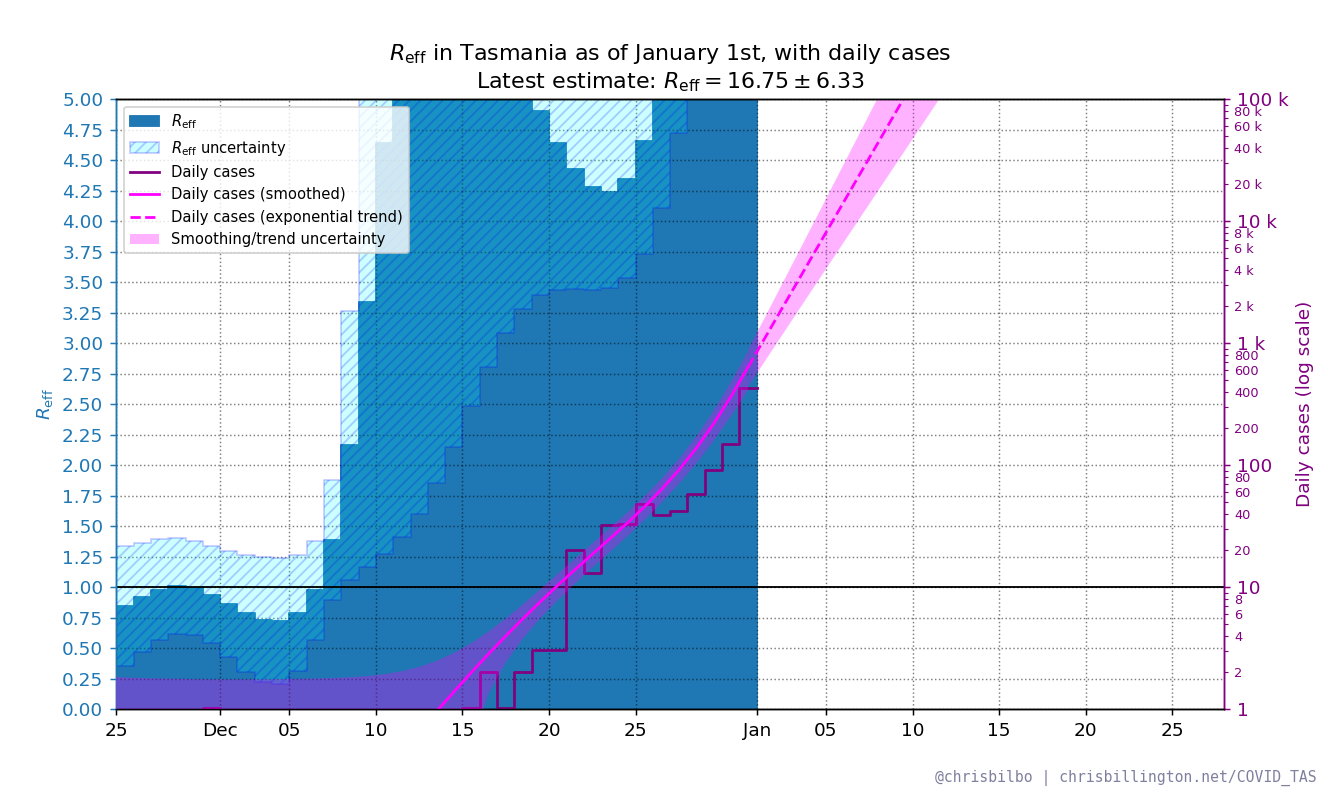 R_eff in Tasmania as of January 1st, with daily cases
Latest estimate: R_eff = 16.75 ± 6.33
R_eff
R_eff uncertainty
Daily cases
Daily cases (smoothed)
Daily cases (exponential trend)
Smoothing/trend uncertainty
5.00
4.75
4.50
4.25
4.00
3.75
3.50
3.25
3.00
2.75
2.50
2.25
2.00
1.75
1.50
1.25
1.00
0.75
0.50
0.25
0.00
R_eff
100 k
80 k
60 k
40 k
20 k
10 k
8 k
6 k
4 k
2 k
1 k
800
600
400
200
100
80
60
40
20
10
8
6
4
2
1
Daily cases (log scale)
25 Dec 05 10 15 20 25 Jan 05 10 15 20 25
@chrisbilbo | chrisbillington.net/COVID_TAS